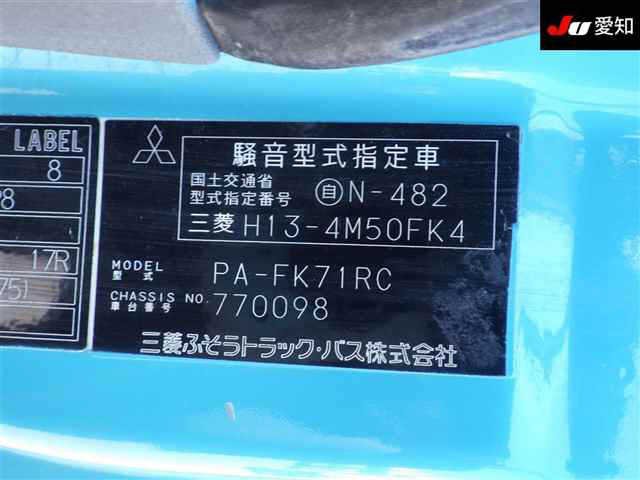 JU 愛知
LABEL
8
98
17R
751
騒音型式指定車
国土交通省
型式指定番号 自N-482
三菱 H13-4M50FK4
MODEL
型式 PA-FK71RC
CHASSIS NO.
車台番号 770098
三菱ふそうトラック・バス株式会社